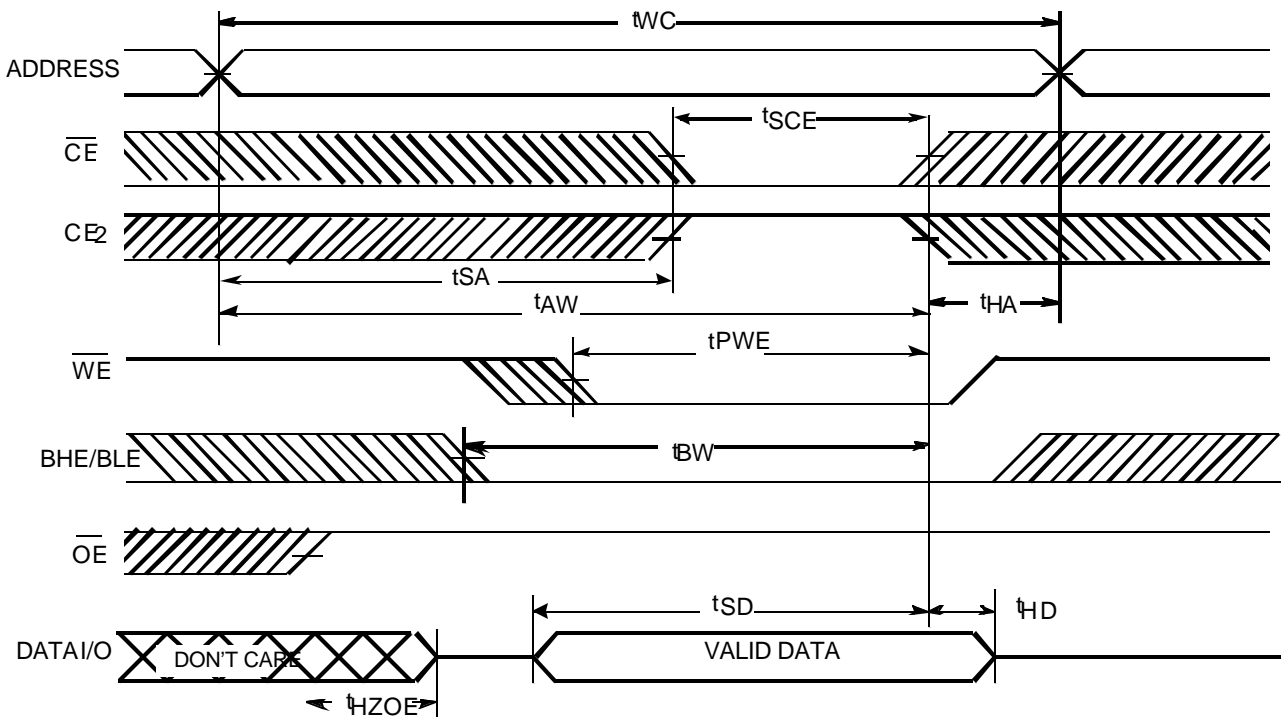 tWC
ADDRESS
tSCE
CE
CE2
tSA
tAW
tHA
tPWE
WE
tBW
BHE/BLE
OE
tSD
tHD
DATAI/O
DON'T CARE
VALID DATA
tHZOE